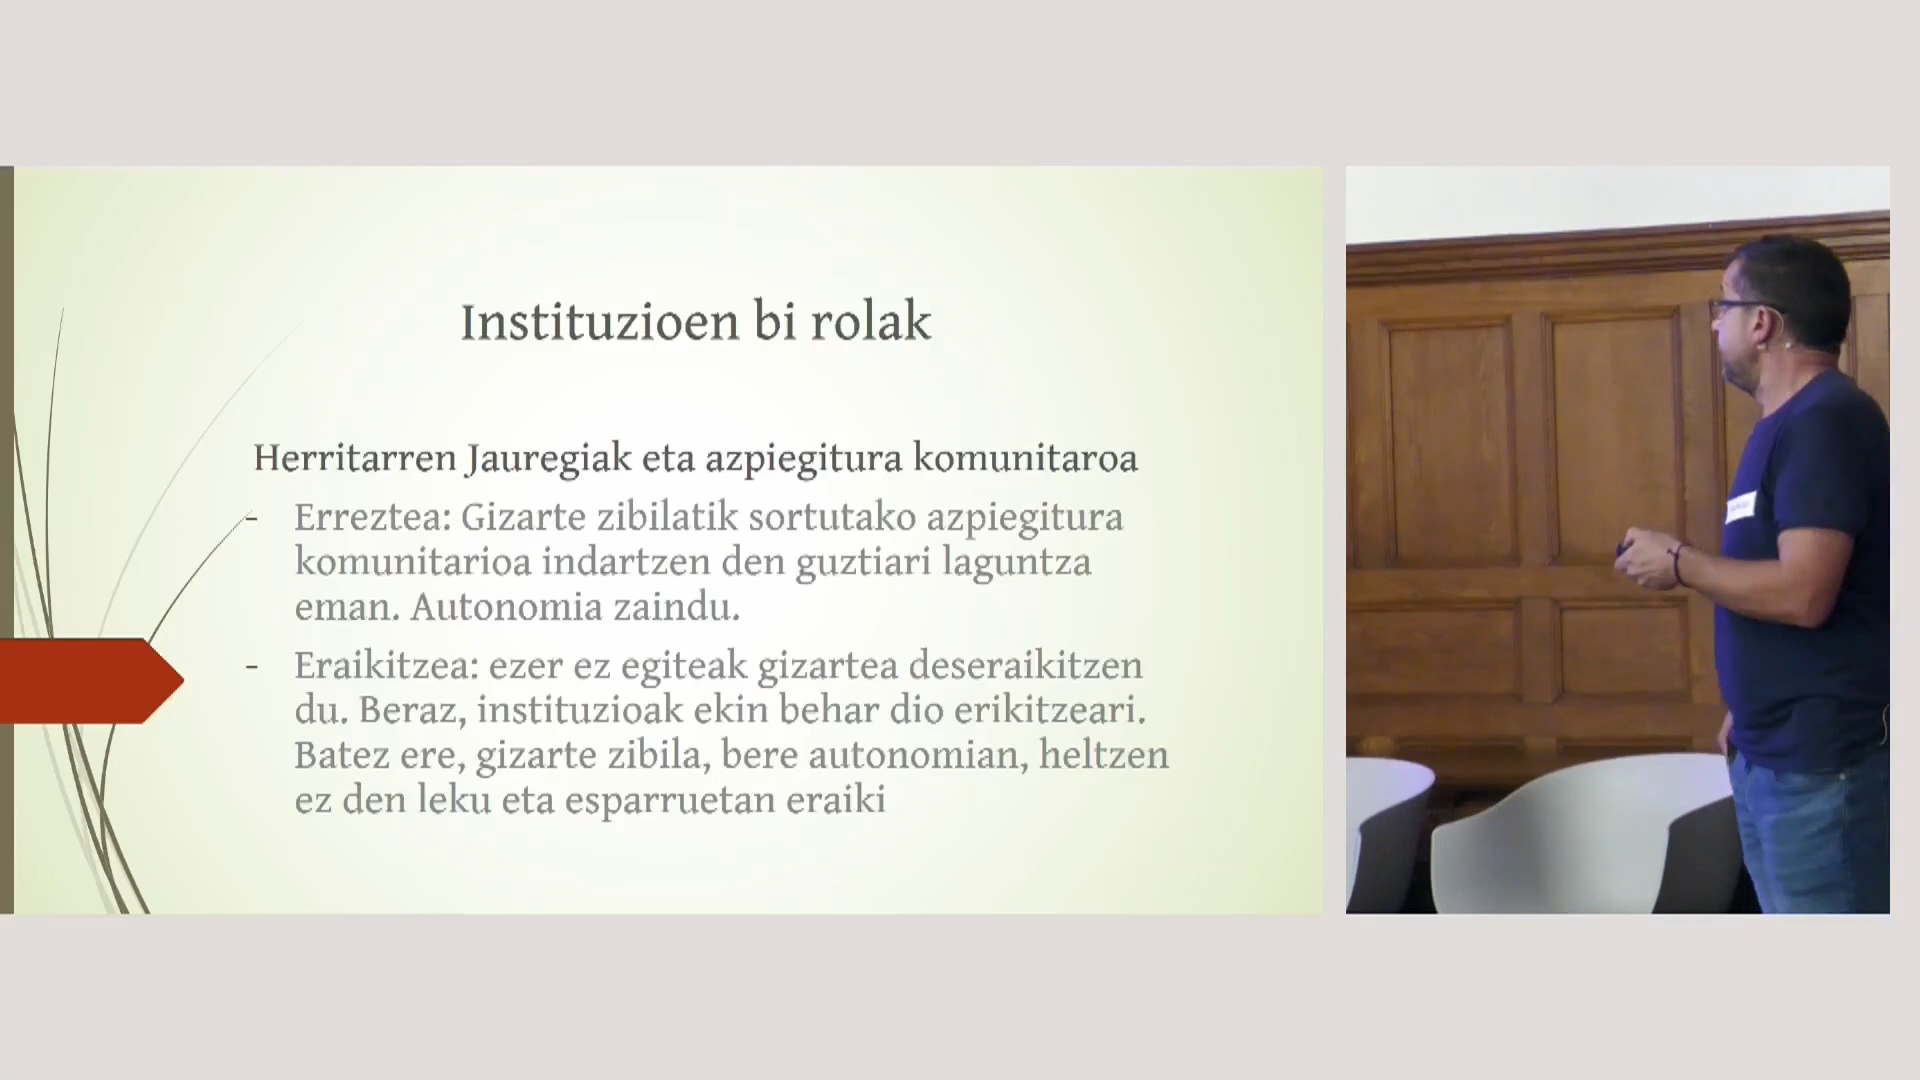 Instituzioen bi rolak
Herritarren Jauregiak eta azpiegitura komunitaroa
- Erreztea: Gizarte zibilatik sortutako azpiegitura
komunitarioa indartzen den guztiari laguntza
eman. Autonomia zaindu.
- Eraikitzea: ezer ez egiteak gizartea deseraikitzen
du. Beraz, instituzioak ekin behar dio erikitzeari.
Batez ere, gizarte zibila, bere autonomian, heltzen
ez den leku eta esparruetan eraiki